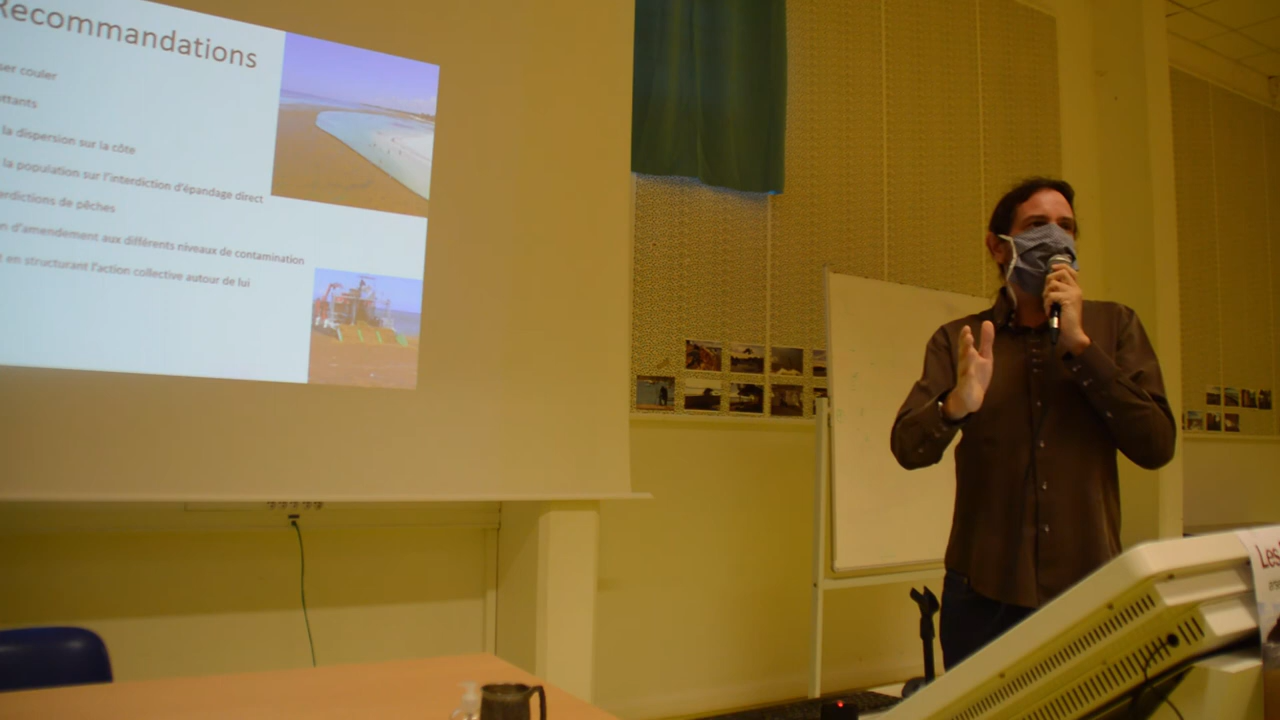 Recommandations
ser couler
ttants
la dispersion sur la côte
la population sur l'interdiction d'épandage direct
erdictions de pêches
n d'amendement aux différents niveaux de contamination
t en structurant l'action collective autour de lui
Les